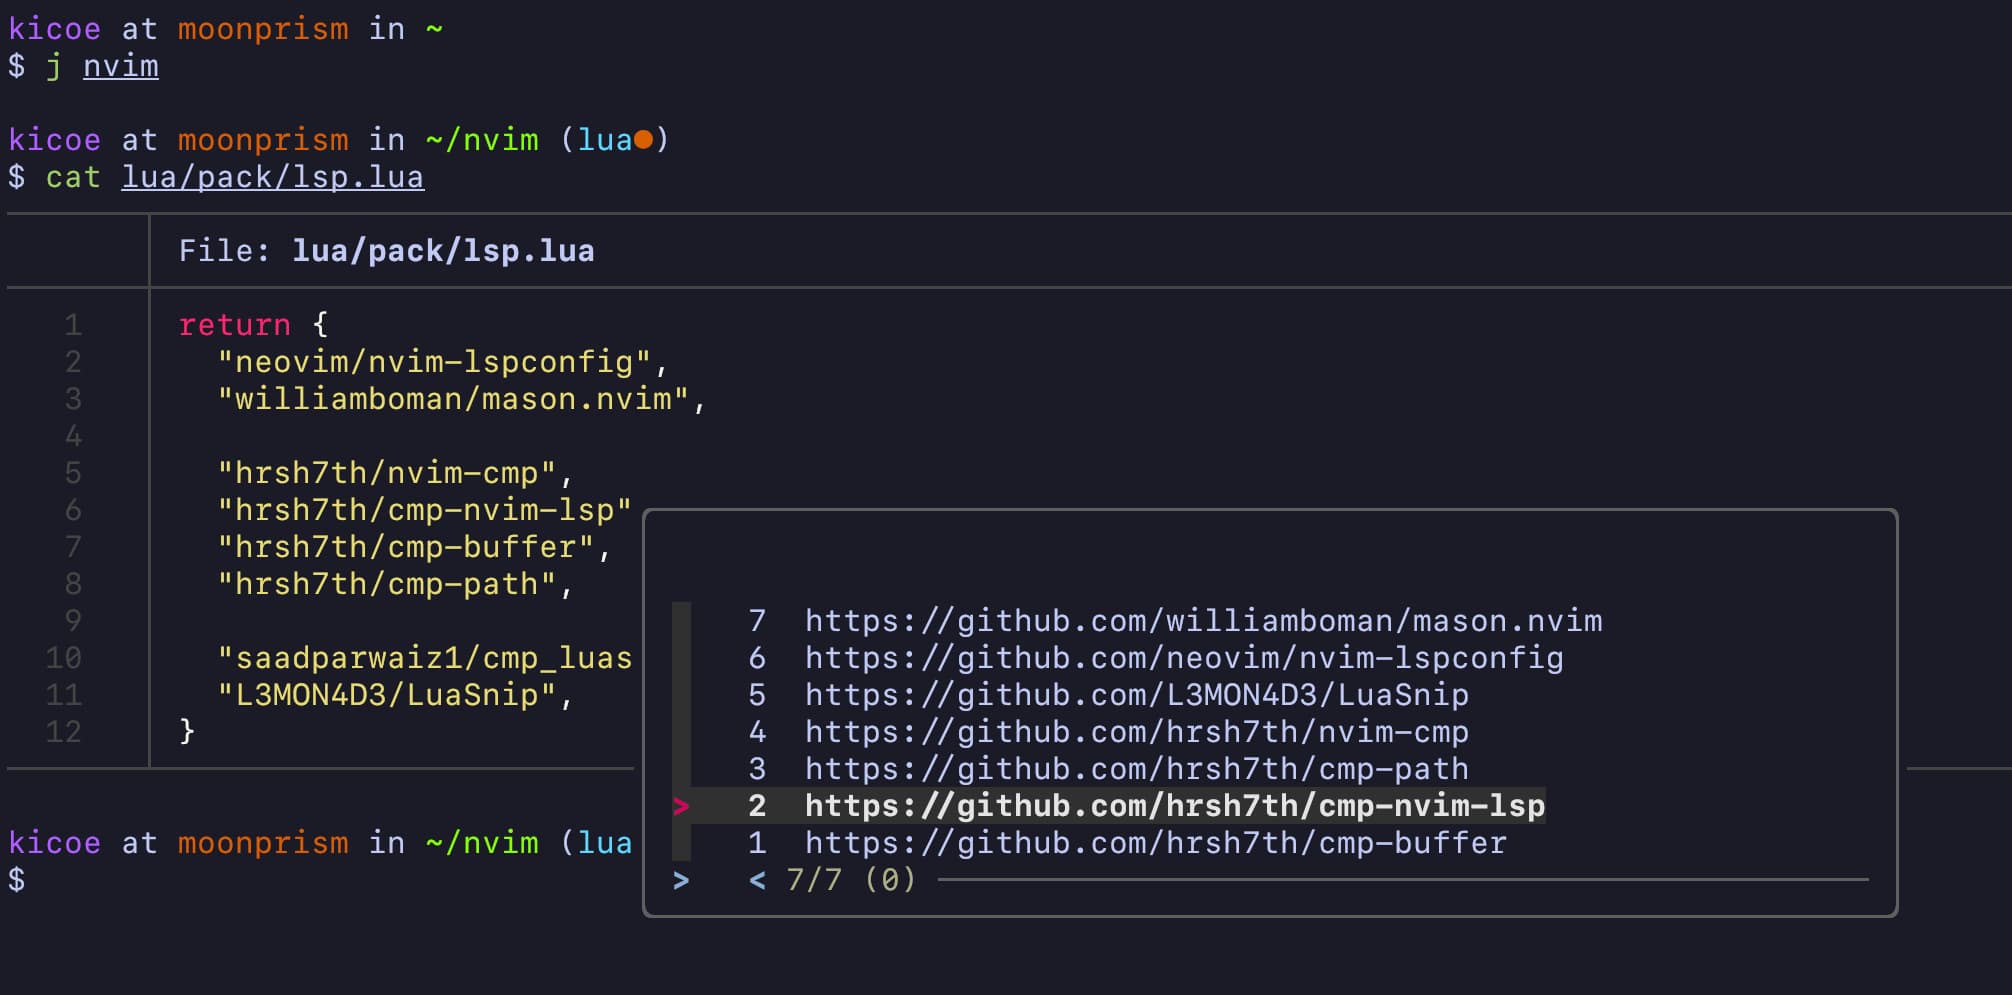 kicoe at moonprism in ~
$ j nvim
kicoe at moonprism in ~/nvim (lua●)
$ cat lua/pack/lsp.lua
File: lua/pack/lsp.lua
1 return {
2 "neovim/nvim-lspconfig",
3 "williamboman/mason.nvim",
4
5 "hrsh7th/nvim-cmp",
6 "hrsh7th/cmp-nvim-lsp"
7 "hrsh7th/cmp-buffer",
8 "hrsh7th/cmp-path",
9
10 "saadparwaiz1/cmp_luas
11 "L3MON4D3/LuaSnip",
12 }
kicoe at moonprism in ~/nvim (lua
$
7 https://github.com/williamboman/mason.nvim
6 https://github.com/neovim/nvim-lspconfig
5 https://github.com/L3MON4D3/LuaSnip
4 https://github.com/hrsh7th/nvim-cmp
3 https://github.com/hrsh7th/cmp-path
> 2 https://github.com/hrsh7th/cmp-nvim-lsp
1 https://github.com/hrsh7th/cmp-buffer
> < 7/7 (0)